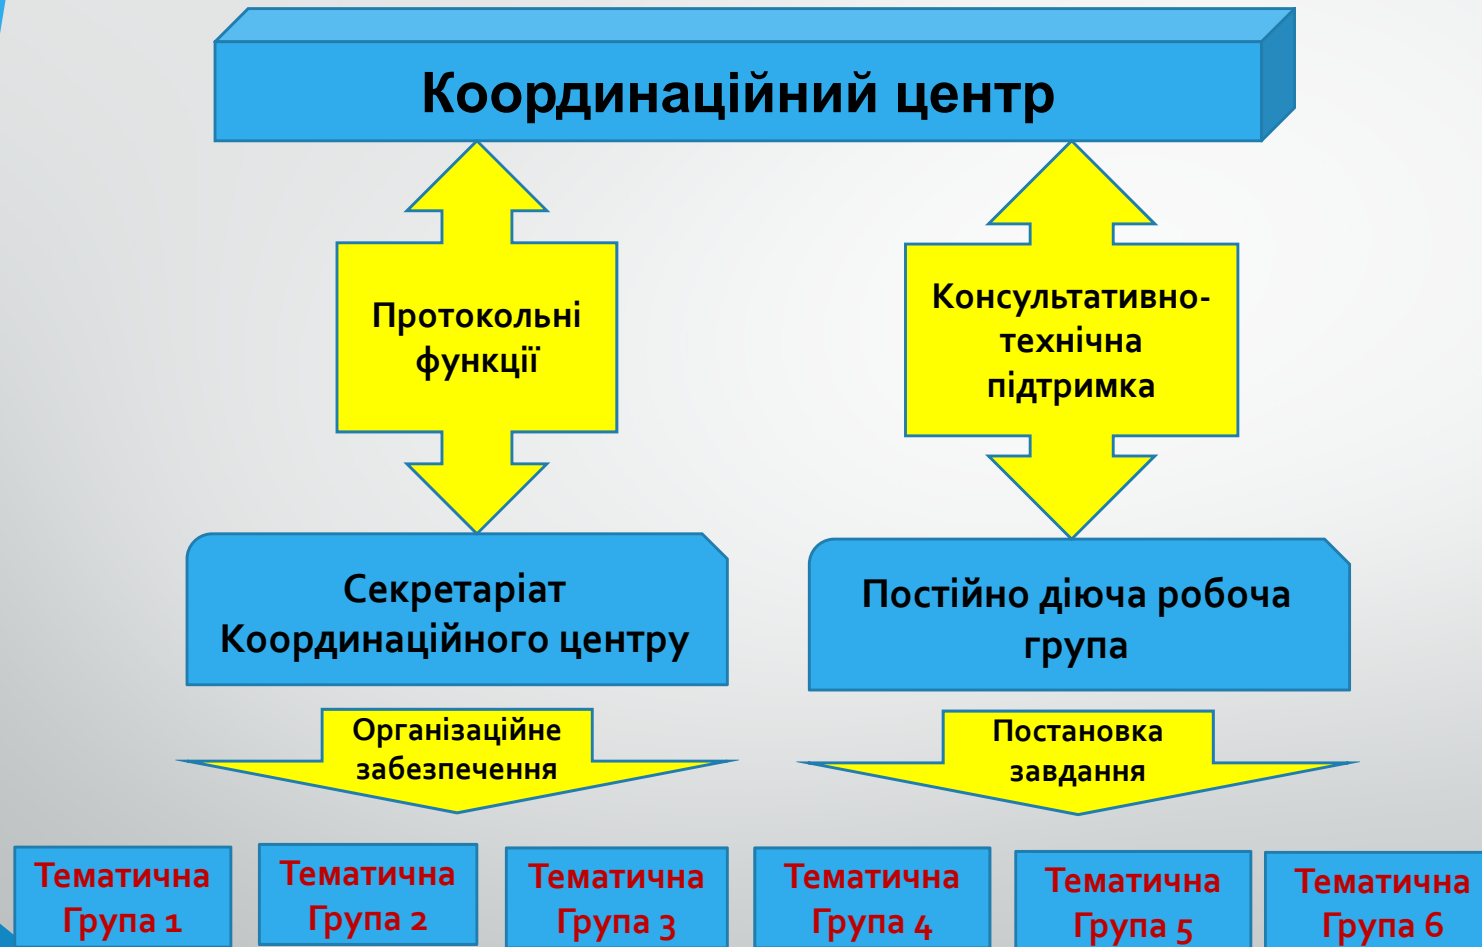 Координаційний центр
Протокольні
функції
Консультативно-
технічна
підтримка
Секретаріат
Координаційного центру
Постійно діюча робоча
група
Організаційне
забезпечення
Постановка
завдання
Тематична
Група 1
Тематична
Група 2
Тематична
Група 3
Тематична
Група 4
Тематична
Група 5
Тематична
Група 6